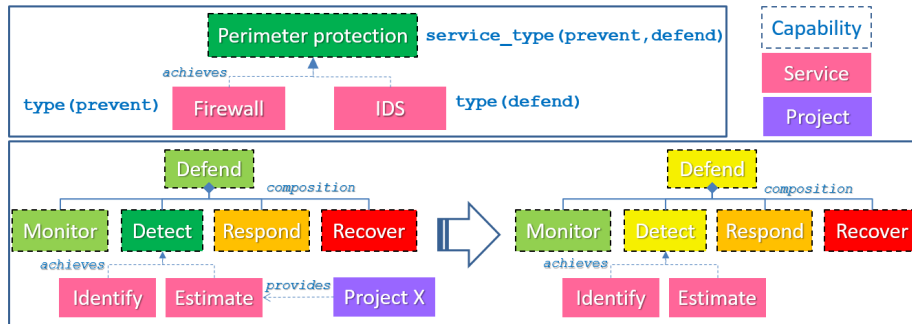 Perimeter protection
service_type(prevent,defend)
achieves
type(prevent)
Firewall
IDS
type(defend)
Capability
Service
Project
Defend
composition
Monitor
Detect
Respond
Recover
achieves
Identify
Estimate
provides
Project X
Defend
composition
Monitor
Detect
Respond
Recover
achieves
Identify
Estimate